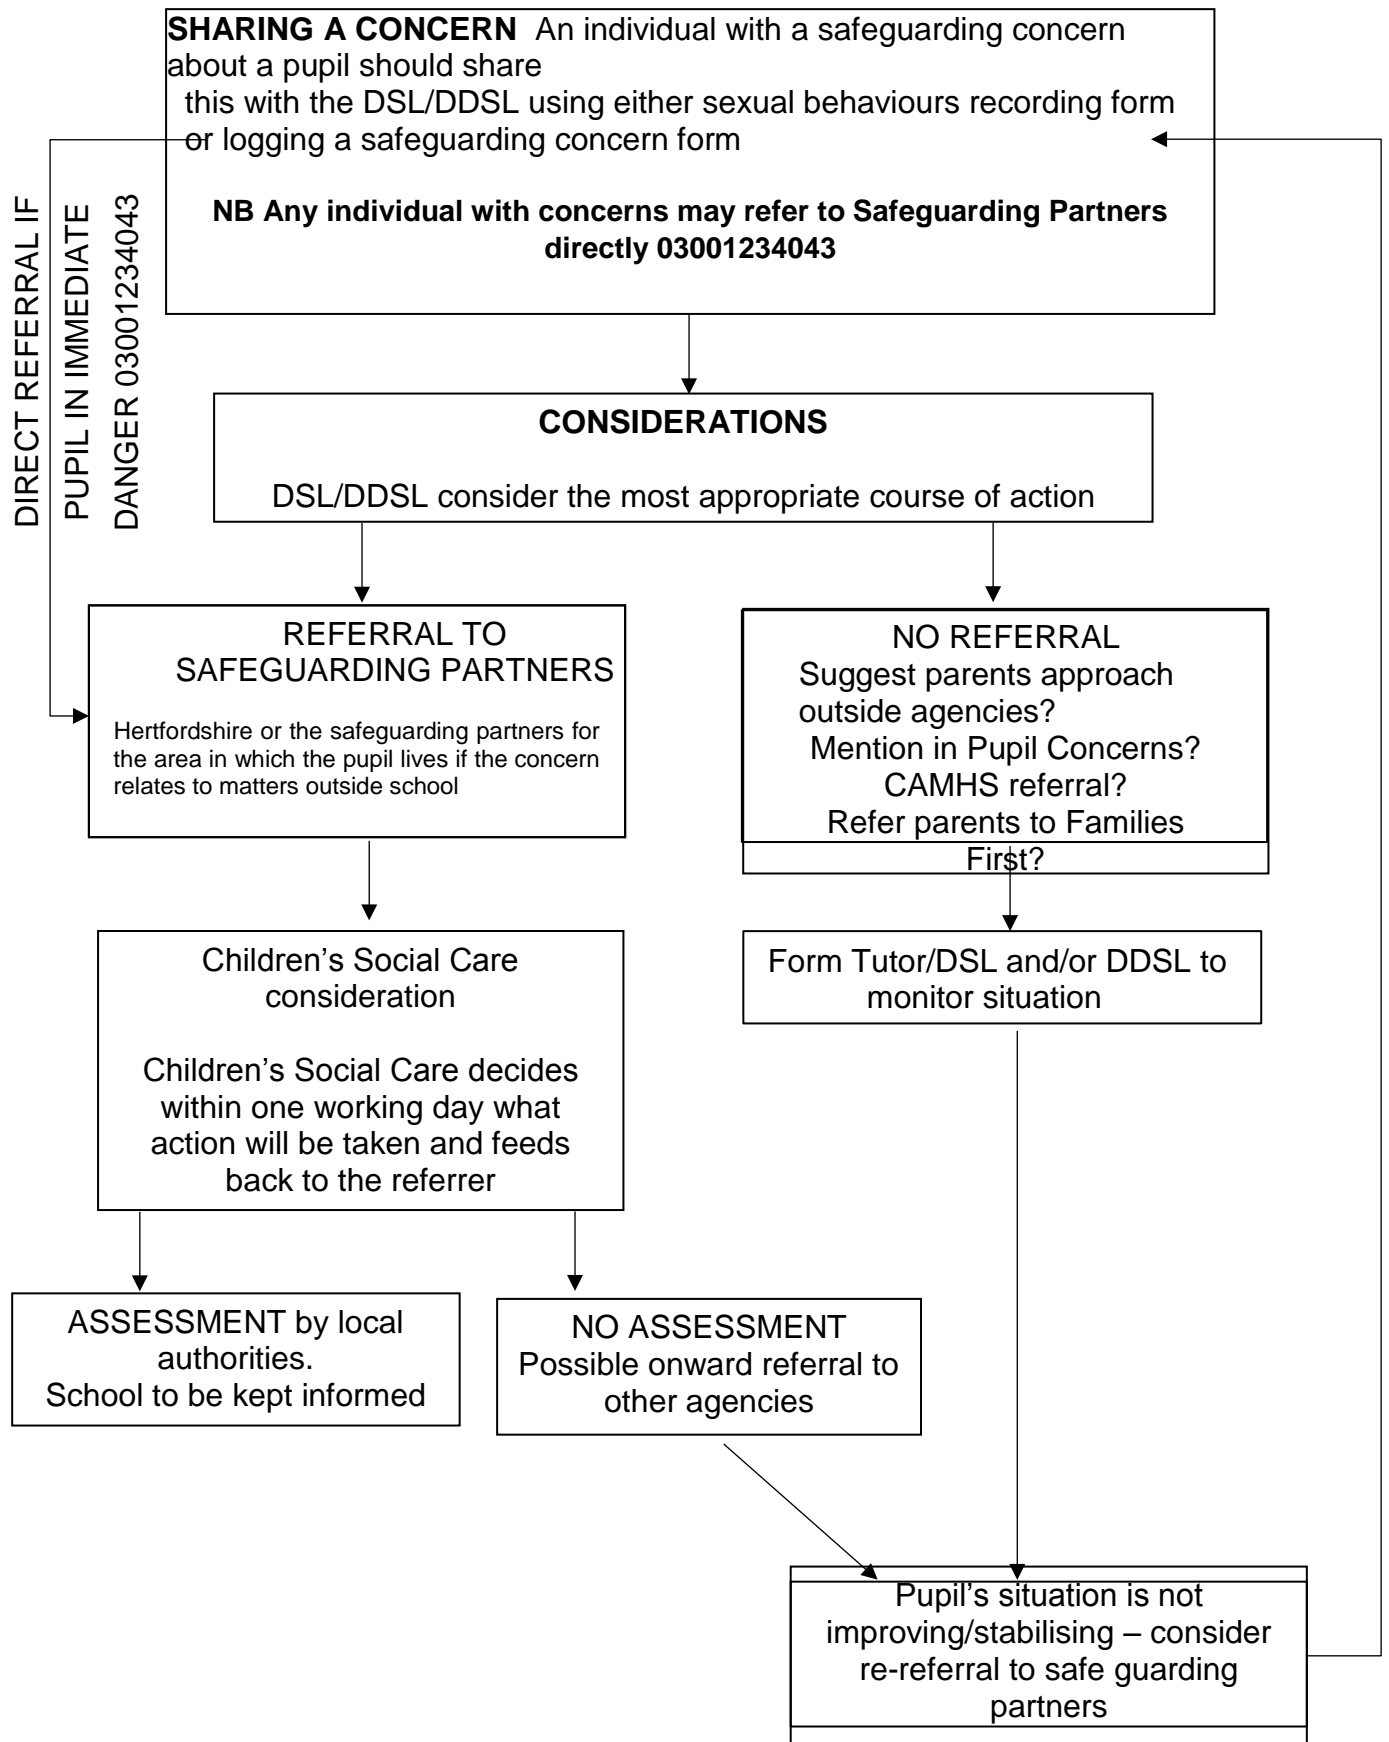 SHARING A CONCERN  An individual with a safeguarding concern
about a pupil should share
this with the DSL/DDSL using either sexual behaviours recording form
or logging a safeguarding concern form
NB Any individual with concerns may refer to Safeguarding Partners
directly 03001234043
DIRECT REFERRAL IF
PUPIL IN IMMEDIATE
DANGER 03001234043
CONSIDERATIONS
DSL/DDSL consider the most appropriate course of action
REFERRAL TO
SAFEGUARDING PARTNERS
Hertfordshire or the safeguarding partners for
the area in which the pupil lives if the concern
relates to matters outside school
NO REFERRAL
Suggest parents approach
outside agencies?
Mention in Pupil Concerns?
CAMHS referral?
Refer parents to Families
First?
Children’s Social Care
consideration
Children’s Social Care decides
within one working day what
action will be taken and feeds
back to the referrer
Form Tutor/DSL and/or DDSL to
monitor situation
ASSESSMENT by local
authorities.
School to be kept informed
NO ASSESSMENT
Possible onward referral to
other agencies
Pupil’s situation is not
improving/stabilising – consider
re-referral to safe guarding
partners